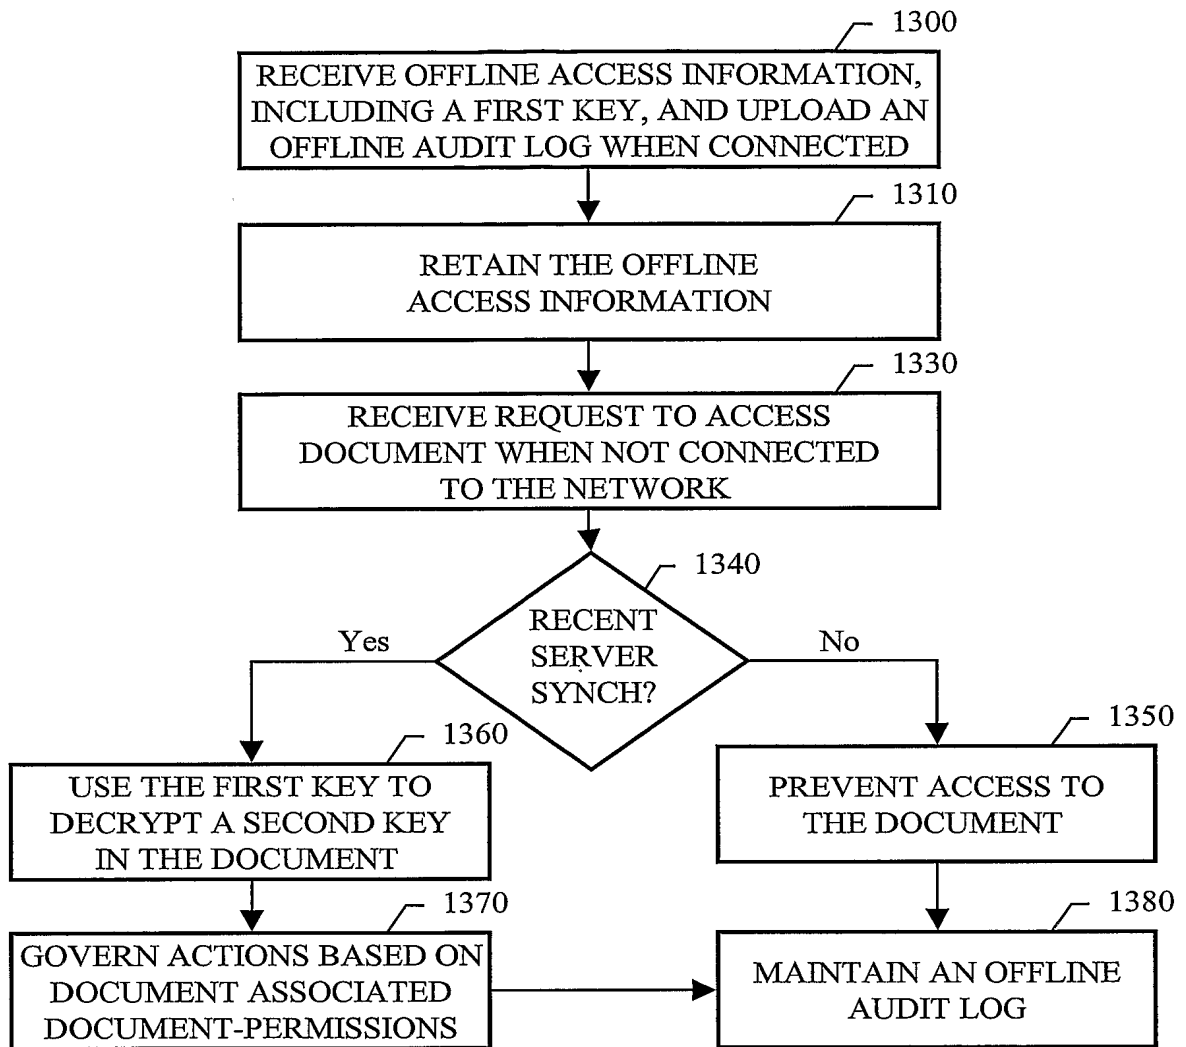 1300
RECEIVE OFFLINE ACCESS INFORMATION,
INCLUDING A FIRST KEY, AND UPLOAD AN
OFFLINE AUDIT LOG WHEN CONNECTED
1310
RETAIN THE OFFLINE
ACCESS INFORMATION
1330
RECEIVE REQUEST TO ACCESS
DOCUMENT WHEN NOT CONNECTED
TO THE NETWORK
1340
RECENT
SERVER
SYNCH?
Yes
No
1360
USE THE FIRST KEY TO
DECRYPT A SECOND KEY
IN THE DOCUMENT
1350
PREVENT ACCESS TO
THE DOCUMENT
1370
GOVERN ACTIONS BASED ON
DOCUMENT ASSOCIATED
DOCUMENT-PERMISSIONS
1380
MAINTAIN AN OFFLINE
AUDIT LOG